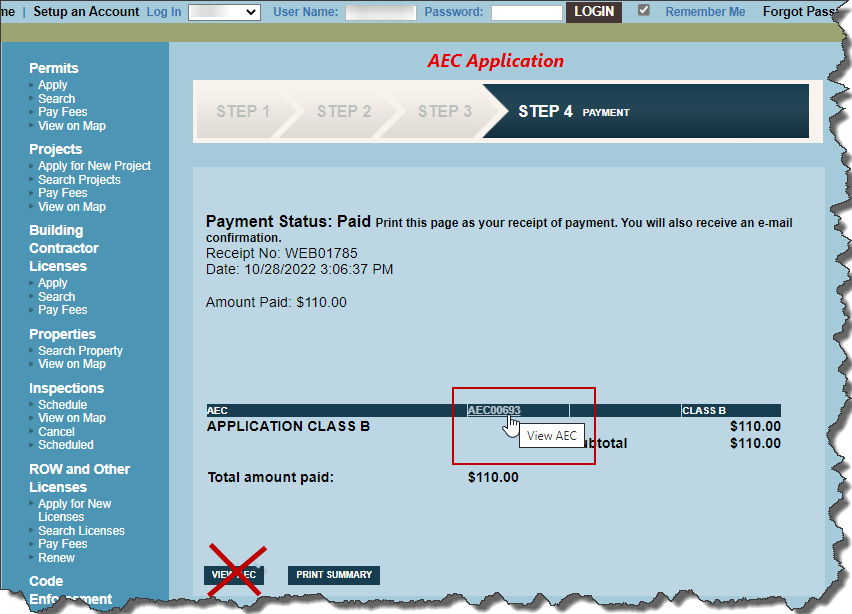 me | Setup an Account Log In User Name: Password: LOGIN Remember Me Forgot Pass
AEC Application
STEP 1 STEP 2 STEP 3 STEP 4 PAYMENT
Permits
Apply
Search
Pay Fees
View on Map
Projects
Apply for New Project
Search Projects
Pay Fees
View on Map
Building
Contractor
Licenses
Apply
Search
Pay Fees
Properties
Search Property
View on Map
Inspections
Schedule
View on Map
Cancel
Scheduled
ROW and Other
Licenses
Apply for New
Licenses
Search Licenses
Pay Fees
Renew
Code
Enforcement
Payment Status: Paid Print this page as your receipt of payment. You will also receive an e-mail
confirmation.
Receipt No: WEB01785
Date: 10/28/2022 3:06:37 PM
Amount Paid: $110.00
AEC AEC00693 CLASS B
APPLICATION CLASS B $110.00
View AEC
ubtotal $110.00
Total amount paid: $110.00
VIEW AEC PRINT SUMMARY